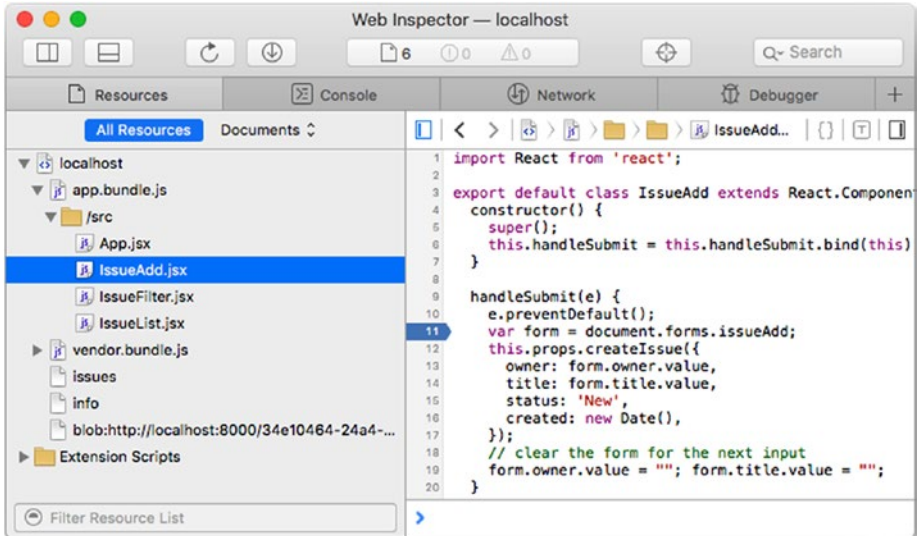 Web Inspector — localhost
6 0 0 Search
Resources Console Network Debugger +
All Resources Documents
IssueAdd... {} T
localhost
app.bundle.js
/src
App.jsx
IssueAdd.jsx
IssueFilter.jsx
IssueList.jsx
vendor.bundle.js
issues
info
blob:http://localhost:8000/34e10464-24a4-...
Extension Scripts
Filter Resource List
1 import React from 'react';
2
3 export default class IssueAdd extends React.Componen
4 constructor() {
5 super();
6 this.handleSubmit = this.handleSubmit.bind(this)
7 }
8
9 handleSubmit(e) {
10 e.preventDefault();
11 var form = document.forms.issueAdd;
12 this.props.createIssue({
13 owner: form.owner.value,
14 title: form.title.value,
15 status: 'New',
16 created: new Date(),
17 });
18 // clear the form for the next input
19 form.owner.value = ""; form.title.value = "";
20 }